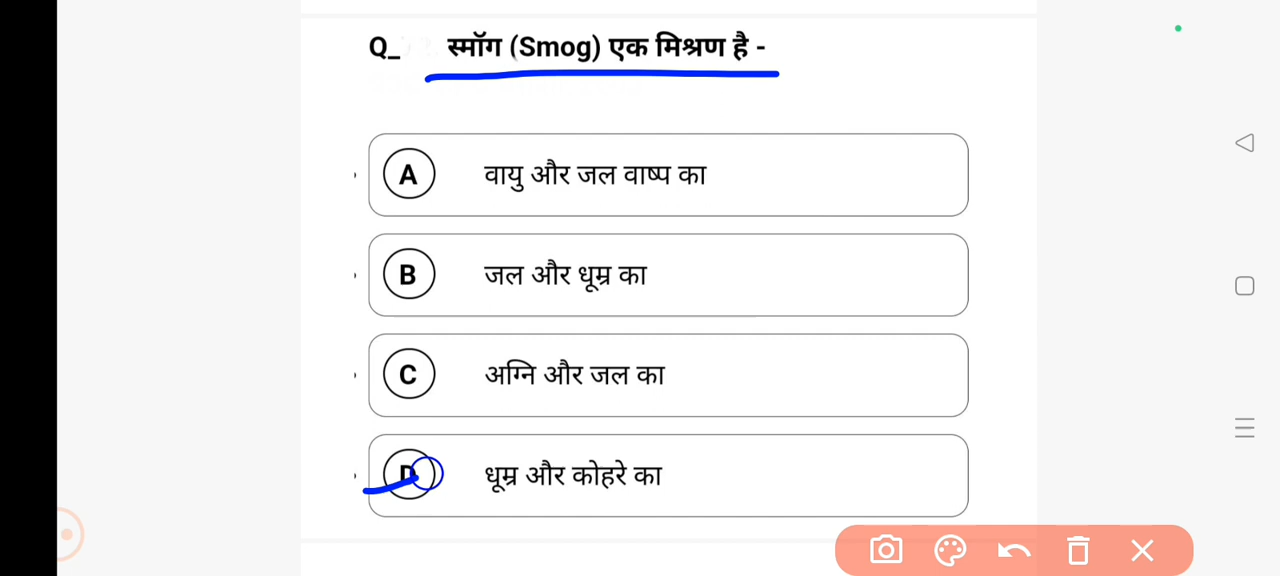 Q_ स्मॉग (Smog) एक मिश्रण है -
A वायु और जल वाष्प का
B जल और धूम्र का
C अग्नि और जल का
D धूम्र और कोहरे का